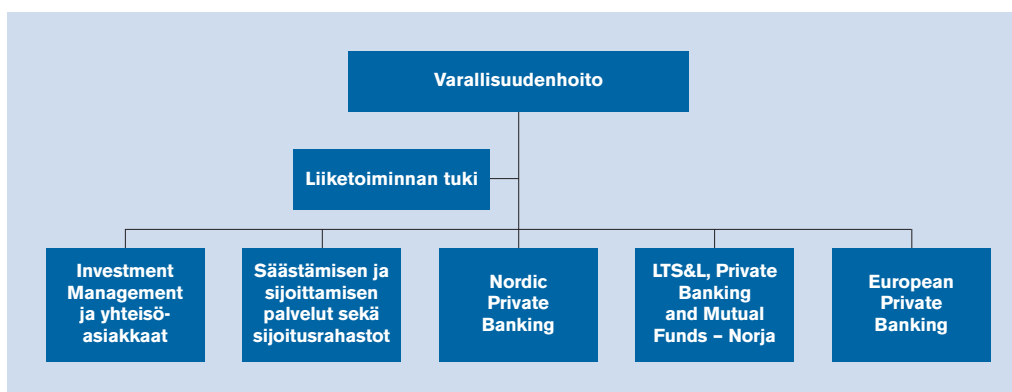 Varallisuudenhoito
Liiketoiminnan tuki
Investment
Management
ja yhteisö-
asiakkaat
Säästämisen ja
sijoittamisen
palvelut sekä
sijoitusrahastot
Nordic
Private
Banking
LTS&L, Private
Banking
and Mutual
Funds – Norja
European
Private
Banking